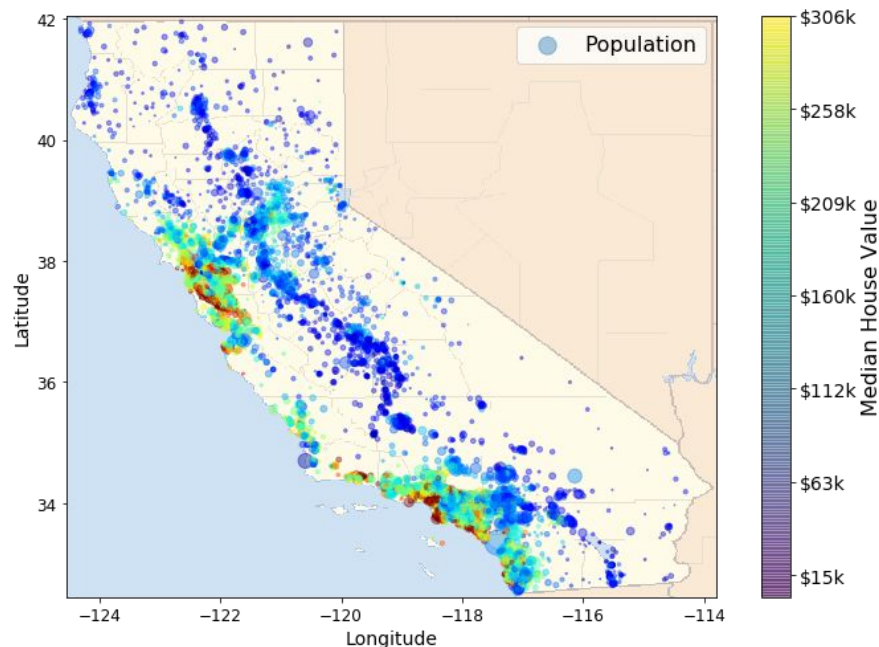 Population
42
40
38
36
34
Latitude
−124
−122
−120
−118
−116
−114
Longitude
$306k
$258k
$209k
$160k
$112k
$63k
$15k
Median House Value